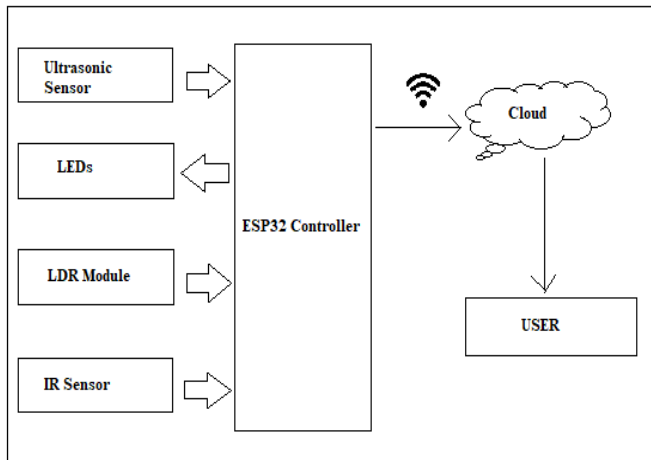 Ultrasonic
Sensor
LEDs
LDR Module
IR Sensor
ESP32 Controller
Cloud
USER